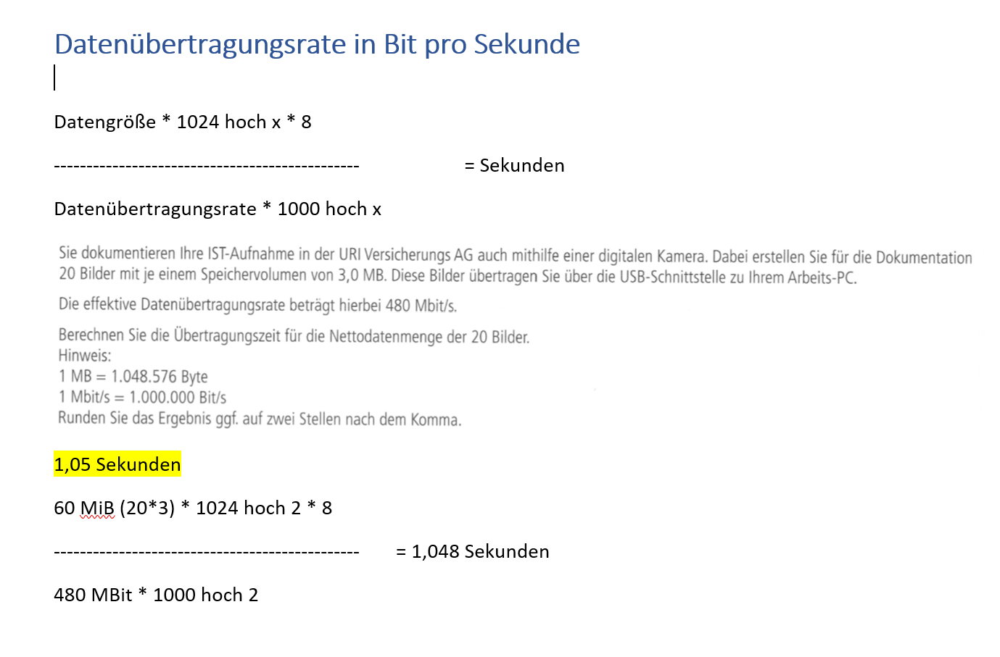 Datenübertragungsrate in Bit pro Sekunde
Datengröße * 1024 hoch x * 8
----------------------------------------------- = Sekunden
Datenübertragungsrate * 1000 hoch x
Sie dokumentieren Ihre IST-Aufnahme in der URI Versicherungs AG auch mithilfe einer digitalen Kamera. Dabei erstellen Sie für die Dokumentation
20 Bilder mit je einem Speichervolumen von 3,0 MB. Diese Bilder übertragen Sie über die USB-Schnittstelle zu Ihrem Arbeits-PC.
Die effektive Datenübertragungsrate beträgt hierbei 480 Mbit/s.
Berechnen Sie die Übertragungszeit für die Nettodatenmenge der 20 Bilder.
Hinweis:
1 MB = 1.048.576 Byte
1 Mbit/s = 1.000.000 Bit/s
Runden Sie das Ergebnis ggf. auf zwei Stellen nach dem Komma.
1,05 Sekunden
60 MiB (20*3) * 1024 hoch 2 * 8
----------------------------------------------- = 1,048 Sekunden
480 MBit * 1000 hoch 2